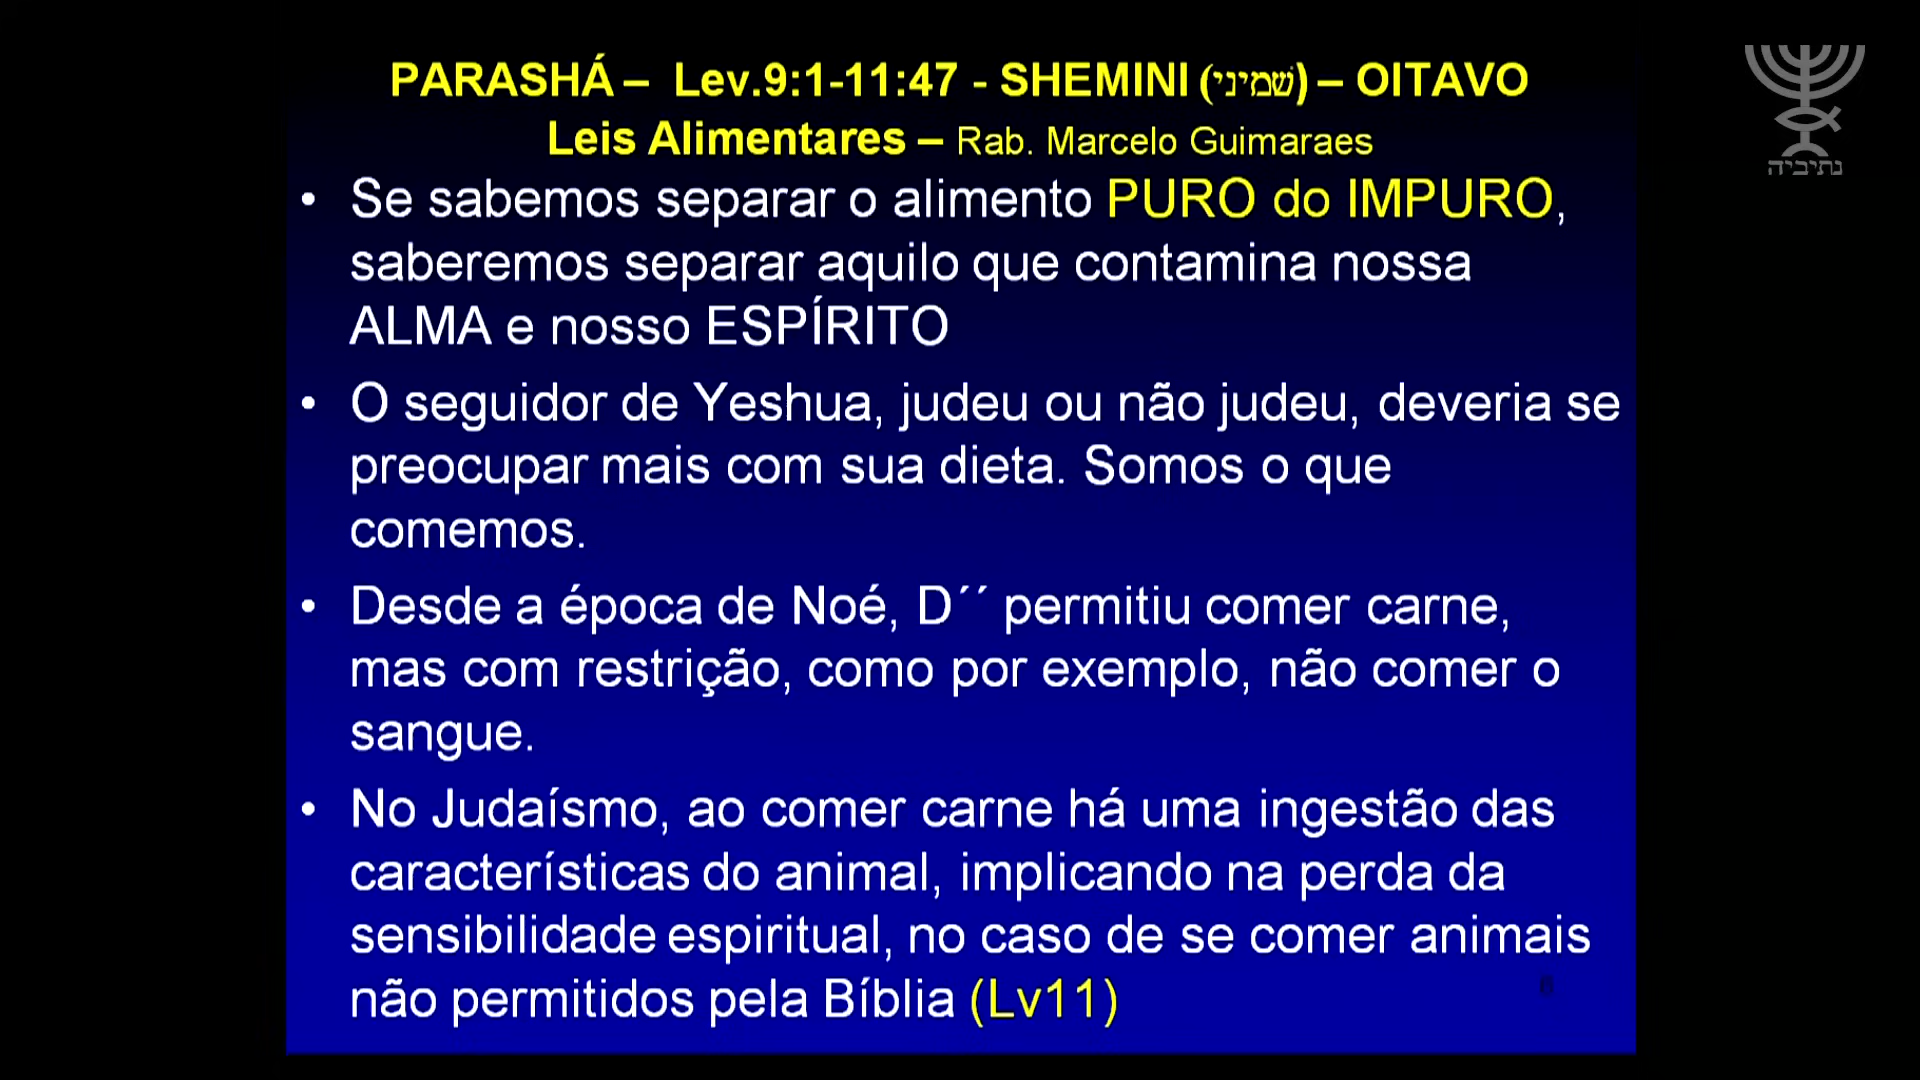 PARASHÁ – Lev.9:1-11:47 - SHEMINI (שׁמיני) – OITAVO
Leis Alimentares – Rab. Marcelo Guimaraes
נתיביה
• Se sabemos separar o alimento PURO do IMPURO,
saberemos separar aquilo que contamina nossa
ALMA e nosso ESPÍRITO
• O seguidor de Yeshua, judeu ou não judeu, deveria se
preocupar mais com sua dieta. Somos o que
comemos.
• Desde a época de Noé, D´´ permitiu comer carne,
mas com restrição, como por exemplo, não comer o
sangue.
• No Judaísmo, ao comer carne há uma ingestão das
características do animal, implicando na perda da
sensibilidade espiritual, no caso de se comer animais
não permitidos pela Bíblia (Lv11)